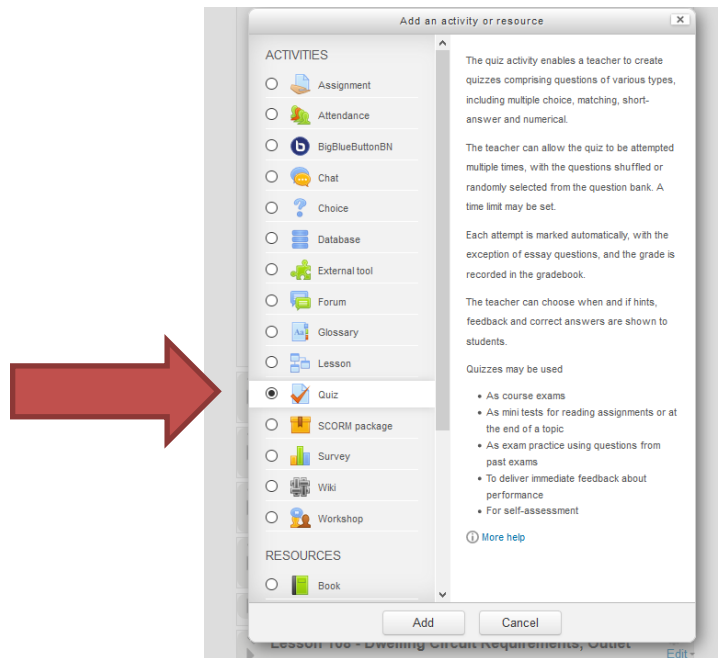 Add an activity or resource
ACTIVITIES
Assignment
Attendance
b BigBlueButtonBN
Chat
? Choice
Database
External tool
Forum
Aa Glossary
Lesson
Quiz
SCORM package
Survey
Wiki
Workshop
RESOURCES
Book
The quiz activity enables a teacher to create
quizzes comprising questions of various types,
including multiple choice, matching, short-
answer and numerical.
The teacher can allow the quiz to be attempted
multiple times, with the questions shuffled or
randomly selected from the question bank. A
time limit may be set.
Each attempt is marked automatically, with the
exception of essay questions, and the grade is
recorded in the gradebook.
The teacher can choose when and if hints,
feedback and correct answers are shown to
students.
Quizzes may be used
• As course exams
• As mini tests for reading assignments or at
the end of a topic
• As exam practice using questions from
past exams
• To deliver immediate feedback about
performance
• For self-assessment
More help
Add
Cancel
Lesson 108 - Dwelling Circuit Requirements, Outlet
Edit